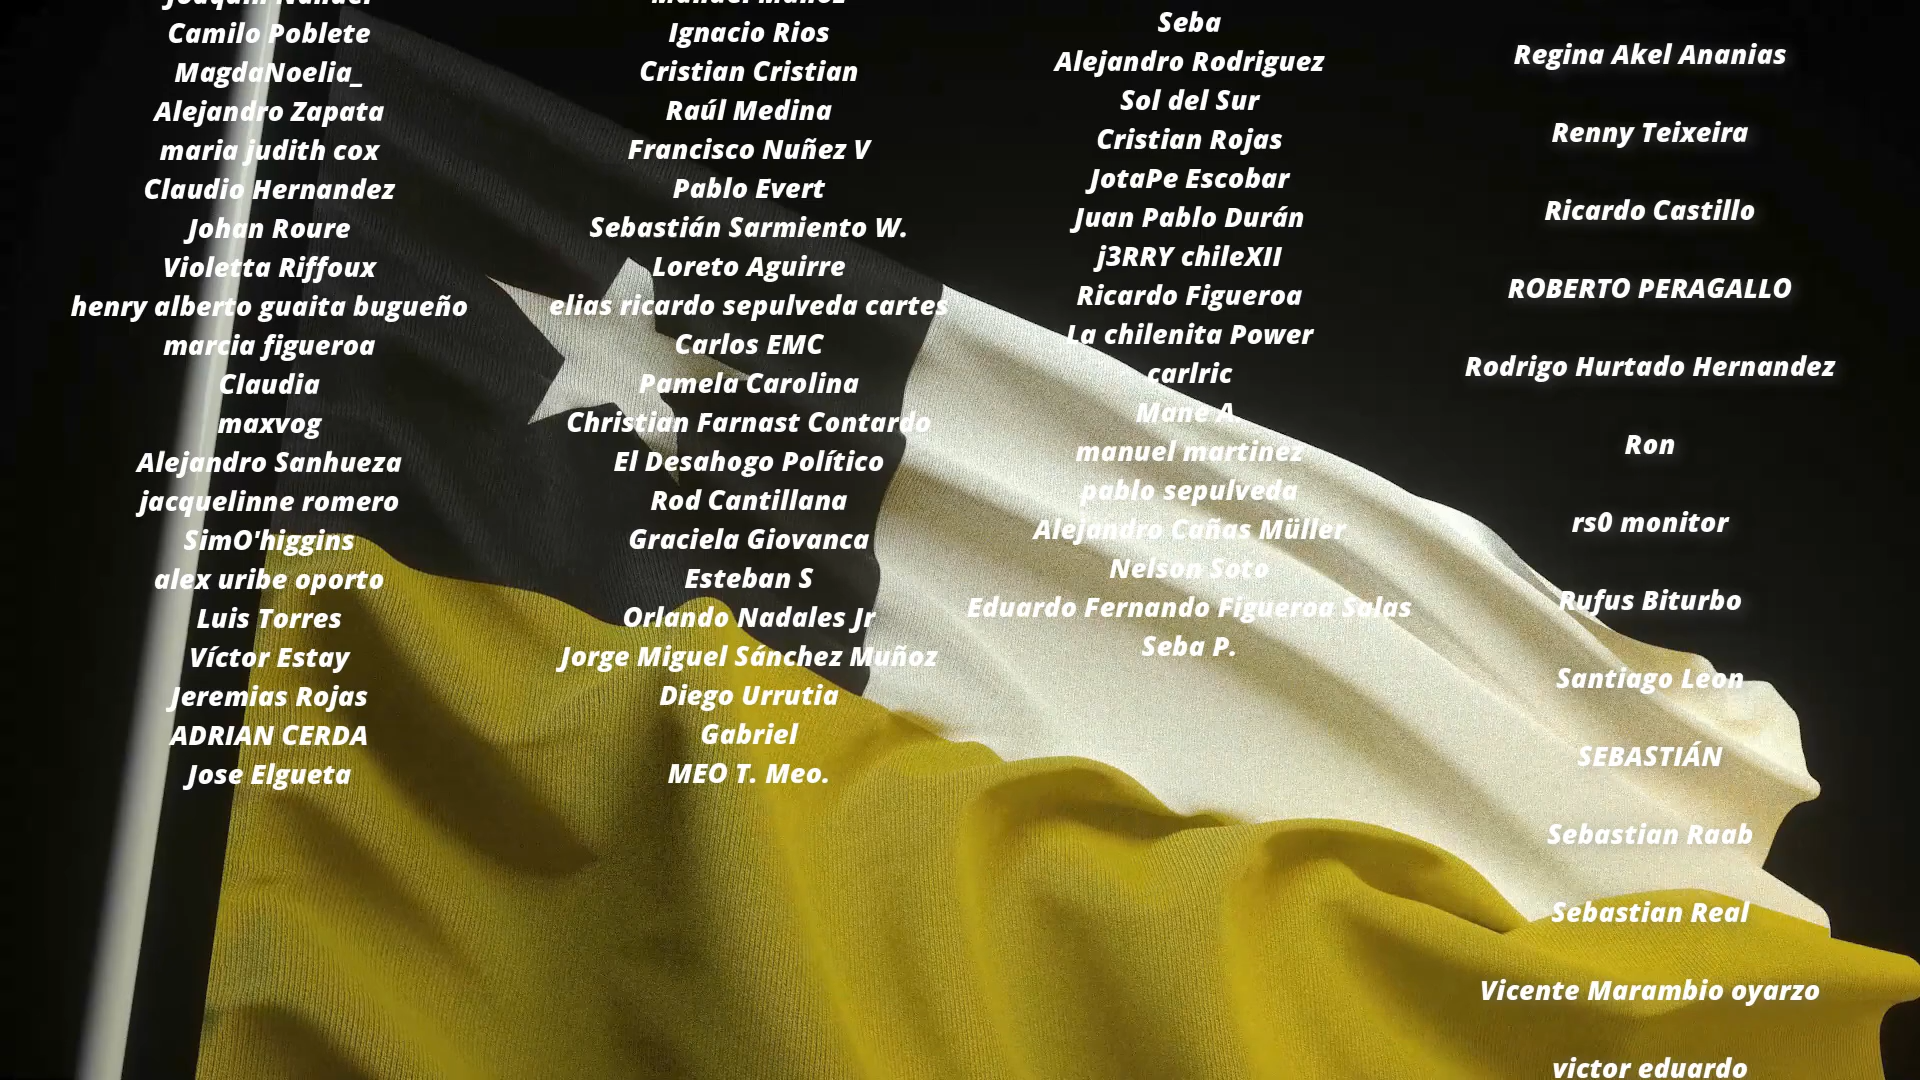 Camilo Poblete
MagdaNoelia_
Alejandro Zapata
maria judith cox
Claudio Hernandez
Johan Roure
Violetta Riffoux
henry alberto guaita bugueño
marcia figueroa
Claudia
maxvog
Alejandro Sanhueza
jacquelinne romero
SimO'higgins
alex uribe oporto
Luis Torres
Víctor Estay
Jeremias Rojas
ADRIAN CERDA
Jose Elgueta
Ignacio Rios
Cristian Cristian
Raúl Medina
Francisco Nuñez V
Pablo Evert
Sebastián Sarmiento W.
Loreto Aguirre
elias ricardo sepulveda cartes
Carlos EMC
Pamela Carolina
Christian Farnast Contardo
El Desahogo Político
Rod Cantillana
Graciela Giovanca
Esteban S
Orlando Nadales Jr
Jorge Miguel Sánchez Muñoz
Diego Urrutia
Gabriel
MEO T. Meo.
Seba
Alejandro Rodriguez
Sol del Sur
Cristian Rojas
JotaPe Escobar
Juan Pablo Durán
j3RRY chileXII
Ricardo Figueroa
La chilenita Power
carlric
Mane A
manuel martinez
pablo sepulveda
Alejandro Cañas Müller
Nelson Soto
Eduardo Fernando Figueroa Salas
Seba P.
Regina Akel Ananias
Renny Teixeira
Ricardo Castillo
ROBERTO PERAGALLO
Rodrigo Hurtado Hernandez
Ron
rs0 monitor
Rufus Biturbo
Santiago Leon
SEBASTIÁN
Sebastian Raab
Sebastian Real
Vicente Marambio oyarzo
victor eduardo